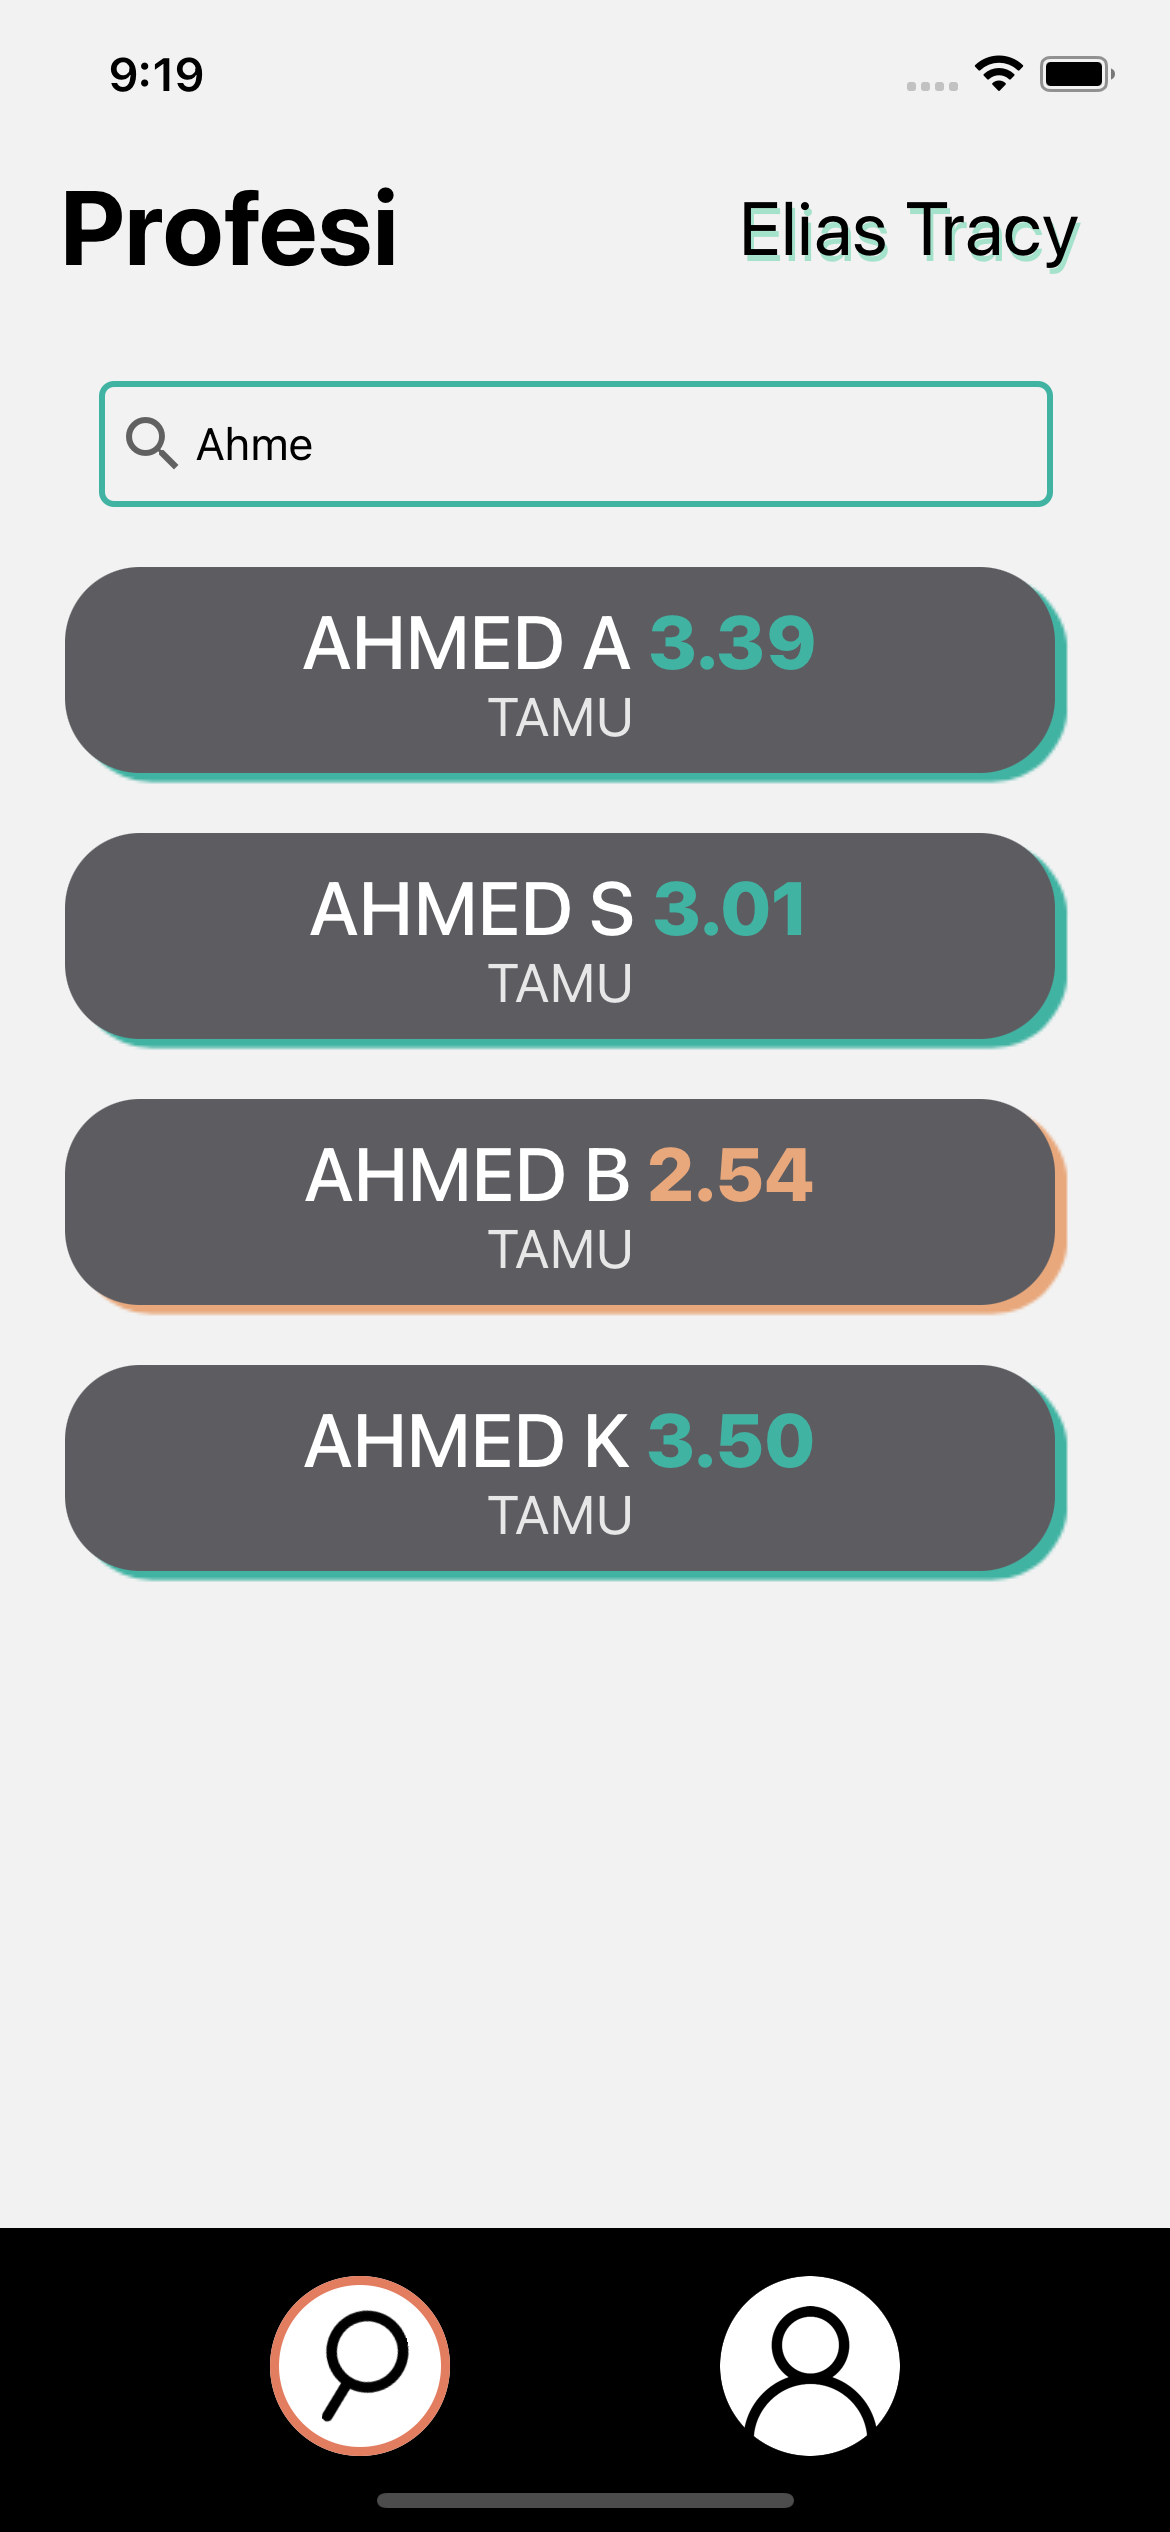 9:19
Profesi
Elias Tracy
Ahme
AHMED A 3.39
TAMU
AHMED S 3.01
TAMU
AHMED B 2.54
TAMU
AHMED K 3.50
TAMU